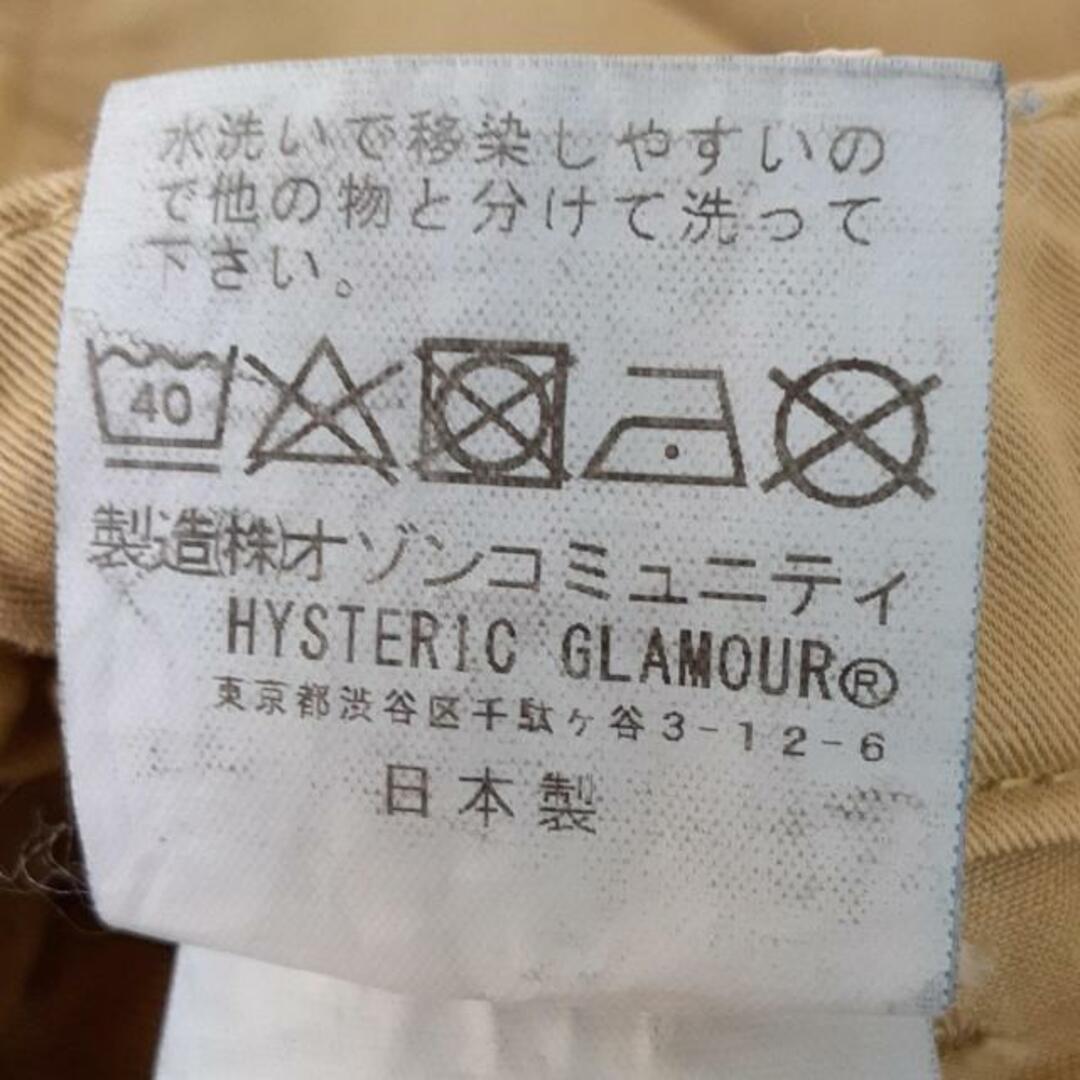 水洗いで移染しやすいの
で他の物と分けて洗って
下さい。
40
製造(株)オゾンコミュニティ
HYSTERIC GLAMOUR®
東京都渋谷区千駄ヶ谷3-12-6
日本製